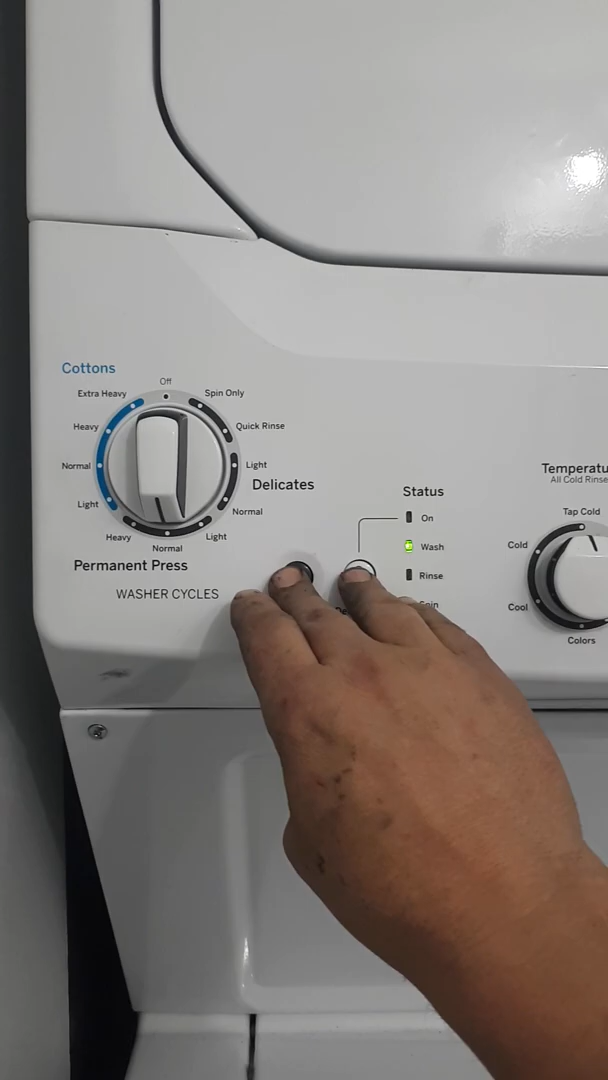 Cottons
Off
Extra Heavy
Spin Only
Heavy
Quick Rinse
Normal
Light
Delicates
Light
Normal
Heavy
Light
Normal
Permanent Press
WASHER CYCLES
Status
On
Wash
Rinse
Temperatu
All Cold Rinse
Tap Cold
Cold
Cool
Colors